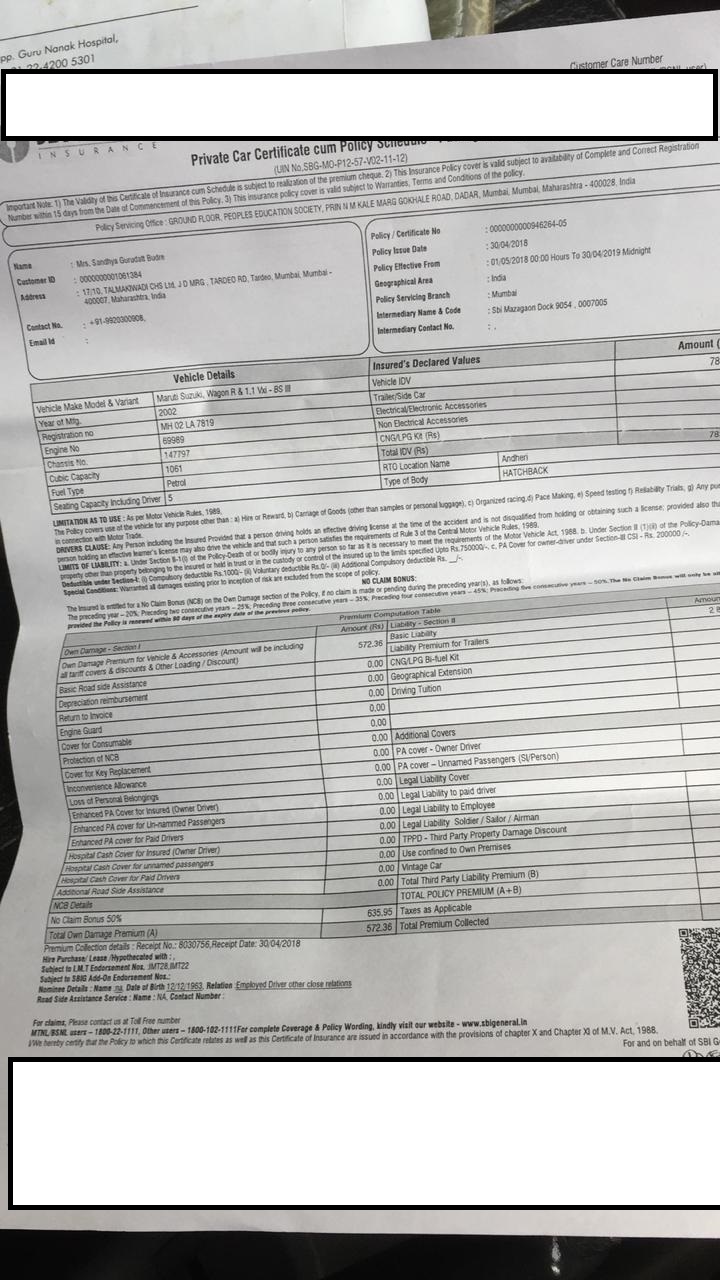 pp. Guru Nanak Hospital,
22-4200 5301
Customer Care Number
INSURANCE
Private Car Certificate cum Policy Schedule
(UIN No.SBG-MO-P12-57-V02-11-12)
Important Note: 1) The Validity of this Certificate of Insurance cum Schedule is subject to realization of the premium cheque. 2) This Insurance Policy cover is valid subject to availability of Complete and Correct Registration
Number within 15 days from the Date of Commencement of this Policy. 3) This insurance policy cover is valid subject to Warranties, Terms and Conditions of the policy.
Policy Servicing Office : GROUND FLOOR, PEOPLES EDUCATION SOCIETY, PRIN N M KALE MARG GOKHALE ROAD, DADAR, Mumbai, Mumbai, Maharashtra - 400028, India
Name : Mrs. Sandhya Gurudatt Budre
Customer ID : 0000000001061384
Address : 17/10, TALMAKIWADI CHS Ltd, J D MRG , TARDEO RD, Tardeo, Mumbai, Mumbai -
400007, Maharashtra, India
Contact No. : +91-9920300908,
Email Id :
Policy / Certificate No : 0000000000946264-05
Policy Issue Date : 30/04/2018
Policy Effective From : 01/05/2018 00:00 Hours To 30/04/2019 Midnight
Geographical Area : India
Policy Servicing Branch : Mumbai
Intermediary Name & Code : Sbi Mazagaon Dock 9054 , 0007005
Intermediary Contact No. : ,
Vehicle Details
Vehicle Make Model & Variant Maruti Suzuki, Wagon R & 1.1 Vxi - BS III
Year of Mfg. 2002
Registration no MH 02 LA 7819
Engine No 69989
Chassis No. 147797
Cubic Capacity 1061
Fuel Type Petrol
Seating Capacity Including Driver 5
Insured's Declared Values Amount (
Vehicle IDV 78
Trailer/Side Car
Electrical/Electronic Accessories
Non Electrical Accessories
CNG/LPG Kit (Rs)
Total IDV (Rs) 78
RTO Location Name Andheri
Type of Body HATCHBACK
LIMITATION AS TO USE : As per Motor Vehicle Rules, 1989,
The Policy covers use of the vehicle for any purpose other than : a) Hire or Reward, b) Carriage of Goods (other than samples or personal luggage), c) Organized racing,d) Pace Making, e) Speed testing f) Reliability Trials, g) Any pur
in connection with Motor Trade.
DRIVERS CLAUSE: Any Person including the Insured Provided that a person driving holds an effective driving license at the time of the accident and is not disqualified from holding or obtaining such a license; provided also tha
person holding an effective learner's license may also drive the vehicle and that such a person satisfies the requirements of Rule 3 of the Central Motor Vehicle Rules, 1989.
LIMITS OF LIABILITY: a. Under Section II-1(i) of the Policy-Death of or bodily injury to any person so far as it is necessary to meet the requirements of the Motor Vehicle Act, 1988. b. Under Section II (1)(ii) of the Policy-Dama
property other than property belonging to the insured or held in trust or in the custody or control of the insured up to the limits specified Upto Rs.750000/-. c. PA Cover for owner-driver under Section-III CSI - Rs. 200000 /-.
Deductible under Section-I: (i) Compulsory deductible Rs.1000/- (ii) Voluntary deductible Rs.0/- (iii) Additional Compulsory deductible Rs. __/-.
Special Conditions: Warranted all damages existing prior to inception of risk are excluded from the scope of policy.
NO CLAIM BONUS:
The Insured is entitled for a No Claim Bonus (NCB) on the Own Damage section of the Policy, if no claim is made or pending during the preceding year(s), as follows:
The preceding year – 20%; Preceding two consecutive years – 25%; Preceding three consecutive years – 35%; Preceding four consecutive years – 45%; Preceding five consecutive years – 50%.The No Claim Bonus will only be all
provided the Policy is renewed within 90 days of the expiry date of the previous policy.
Premium Computation Table
Own Damage - Section I Amount (Rs)
Own Damage Premium for Vehicle & Accessories (Amount will be including
all tariff covers & discounts & Other Loading / Discount) 572.36
Basic Road side Assistance 0.00
Depreciation reimbursement 0.00
Return to Invoice 0.00
Engine Guard 0.00
Cover for Consumable 0.00
Protection of NCB 0.00
Cover for Key Replacement 0.00
Inconvenience Allowance 0.00
Loss of Personal Belongings 0.00
Enhanced PA Cover for Insured (Owner Driver) 0.00
Enhanced PA cover for Un-nammed Passengers 0.00
Enhanced PA cover for Paid Drivers 0.00
Hospital Cash Cover for Insured (Owner Driver) 0.00
Hospital Cash Cover for unnamed passengers 0.00
Hospital Cash Cover for Paid Drivers 0.00
Additional Road Side Assistance 0.00
NCB Details
No Claim Bonus 50% 635.95
Total Own Damage Premium (A) 572.36
Liability - Section II Amoun
Basic Liability
Liability Premium for Trailers
CNG/LPG Bi-fuel Kit
Geographical Extension
Driving Tuition
Additional Covers
PA cover - Owner Driver
PA cover – Unnamed Passengers (SI/Person)
Legal Liability Cover
Legal Liability to paid driver
Legal Liability to Employee
Legal Liability Soldier / Sailor / Airman
TPPD - Third Party Property Damage Discount
Use confined to Own Premises
Vintage Car
Total Third Party Liability Premium (B)
TOTAL POLICY PREMIUM (A+B)
Taxes as Applicable
Total Premium Collected
Premium Collection details : Receipt No.: 8030756,Receipt Date: 30/04/2018
Hire Purchase/ Lease /Hypothecated with : ,
Subject to I.M.T Endorsement Nos. :IMT28,IMT22
Subject to SBIG Add-On Endorsement Nos.:
Nominee Details : Name :na, Date of Birth 12/12/1963, Relation :Employed Driver other close relations
Road Side Assistance Service : Name : NA, Contact Number :
For claims, Please contact us at Toll Free number
MTNL/BSNL users – 1800-22-1111, Other users – 1800-102-1111For complete Coverage & Policy Wording, kindly visit our website - www.sbigeneral.in
I/We hereby certify that the Policy to which this Certificate relates as well as this Certificate of Insurance are issued in accordance with the provisions of chapter X and Chapter XI of M.V. Act, 1988.
For and on behalf of SBI G